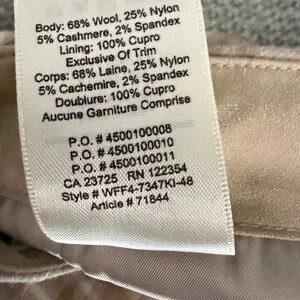 Body: 68% Wool, 25% Nylon
5% Cashmere, 2% Spandex
Lining: 100% Cupro
Exclusive Of Trim
Corps: 68% Laine, 25% Nylon
5% Cachemire, 2% Spandex
Doublure: 100% Cupro
Aucune Garniture Comprise
P.O. # 4500100008
P.O. # 4500100010
P.O. # 4500100011
CA 23725 RN 122354
Style # WFF4-7347KI-48
Article # 71844